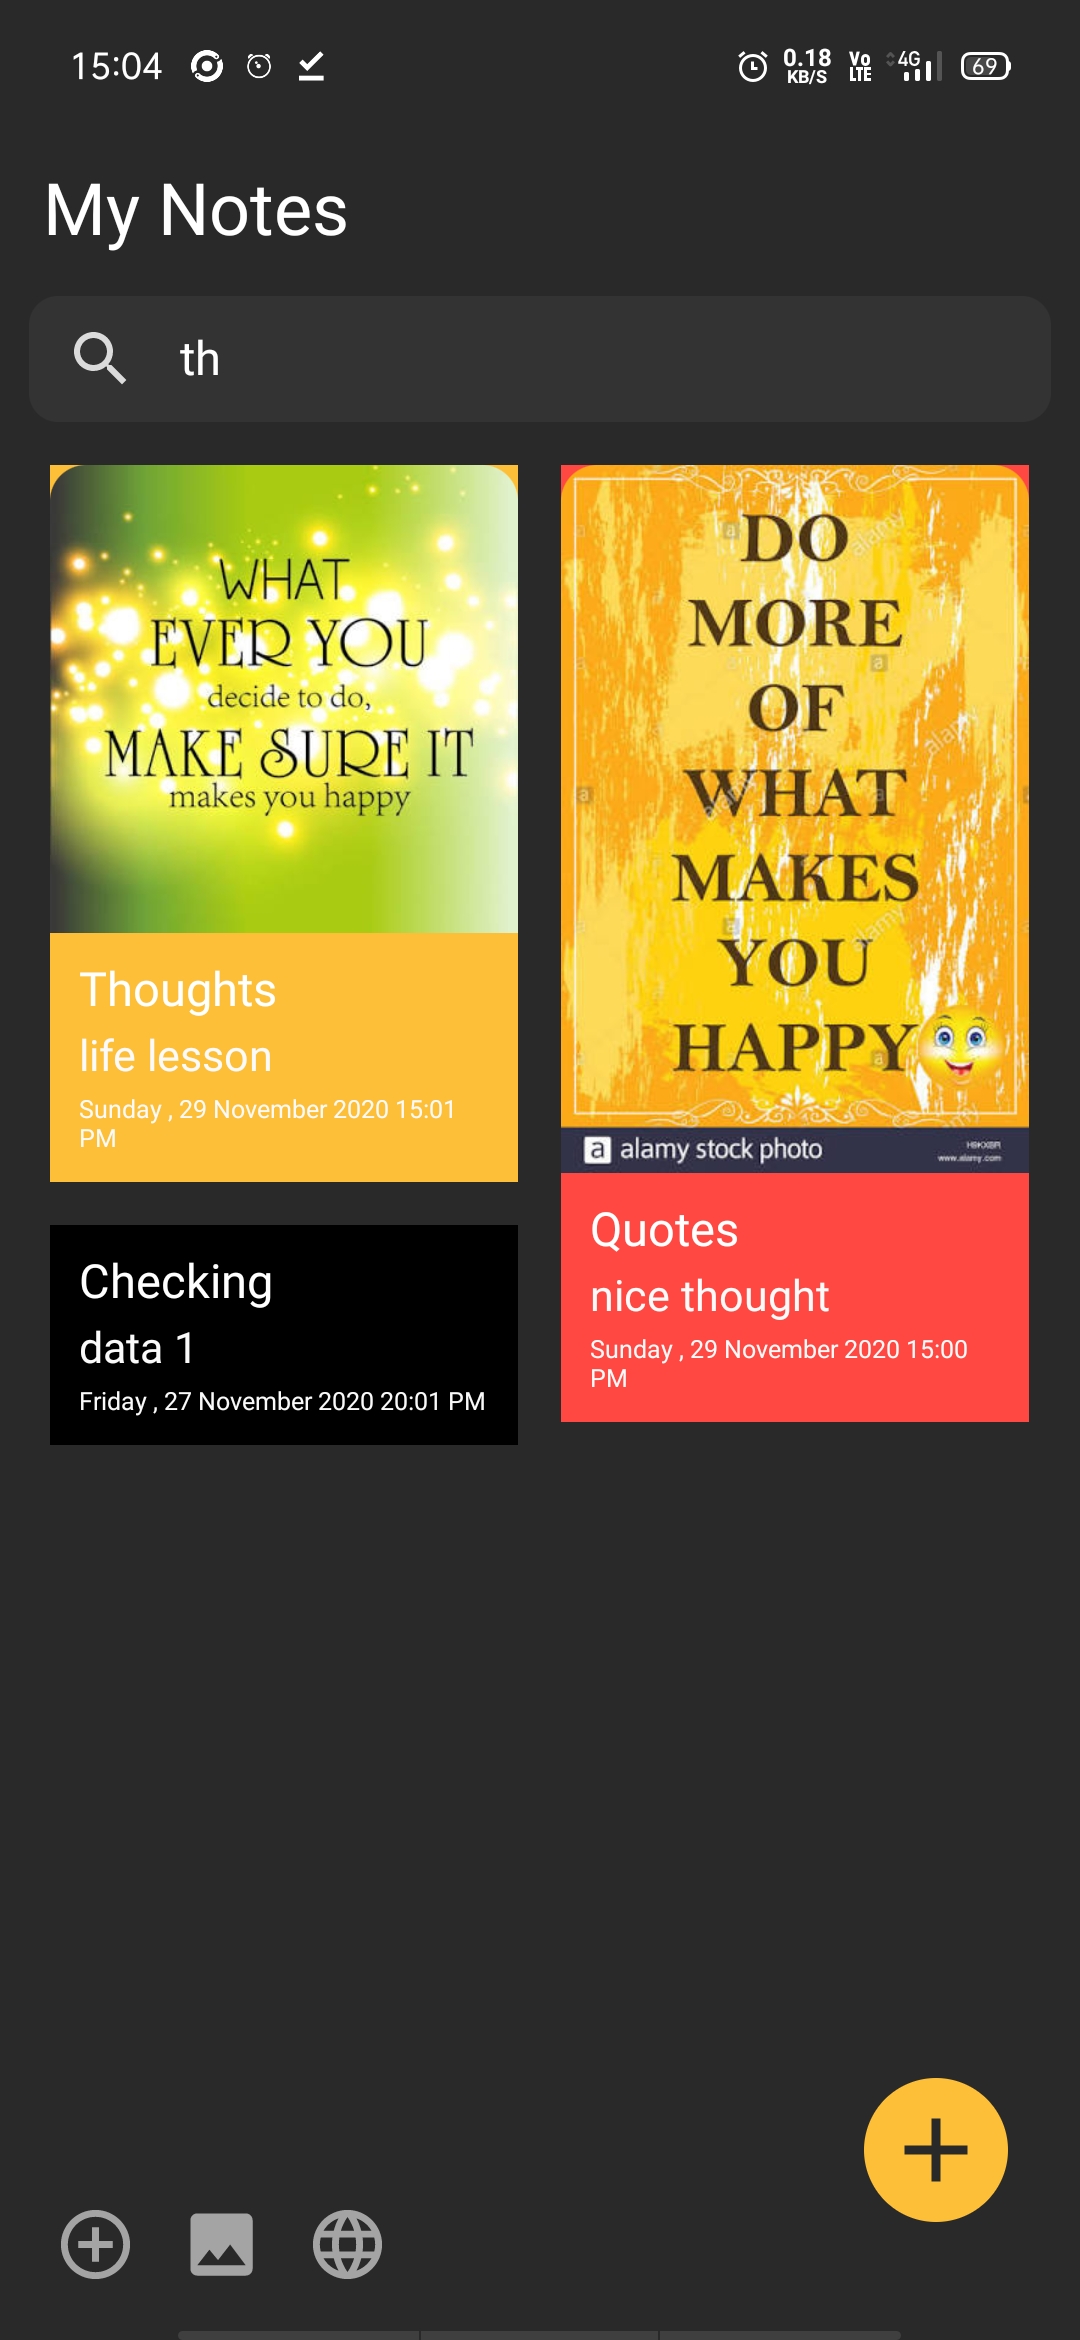 15:04
0.18 KB/S
Vo LTE
4G
69
My Notes
th
WHAT
EVER YOU
decide to do,
MAKE SURE IT
makes you happy
Thoughts
life lesson
Sunday , 29 November 2020 15:01
PM
Checking
data 1
Friday , 27 November 2020 20:01 PM
DO
MORE
OF
WHAT
MAKES
YOU
HAPPY
a alamy stock photo
www.alamy.com
Quotes
nice thought
Sunday , 29 November 2020 15:00
PM